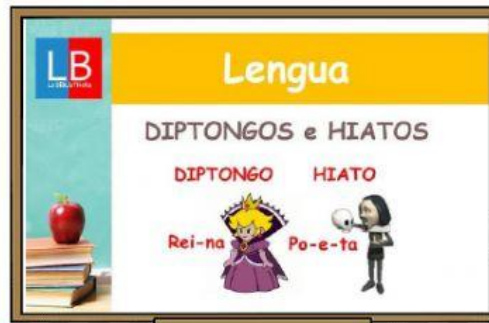 LB
Lengua
DIPTONGOS e HIATOS
DIPTONGO HIATO
Rei-na Po-e-ta